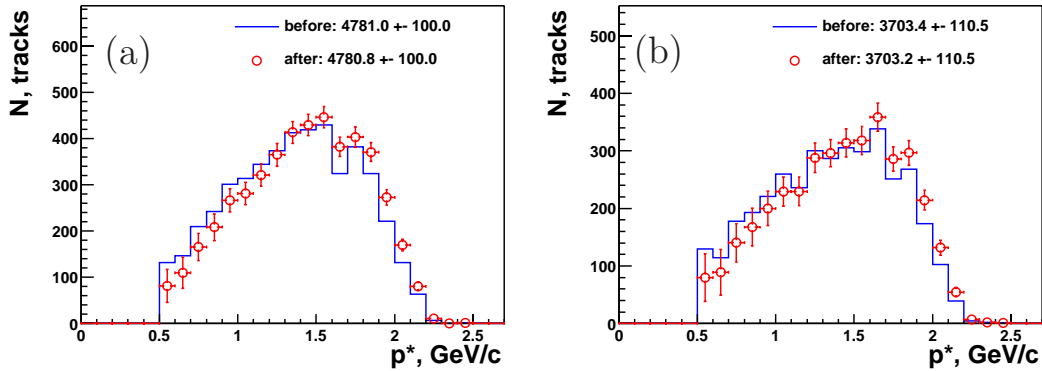 (a)
before: 4781.0 +- 100.0
after: 4780.8 +- 100.0
N, tracks
600
500
400
300
200
100
0
0 0.5 1 1.5 2 2.5
p*, GeV/c
(b)
before: 3703.4 +- 110.5
after: 3703.2 +- 110.5
N, tracks
500
400
300
200
100
0
0 0.5 1 1.5 2 2.5
p*, GeV/c